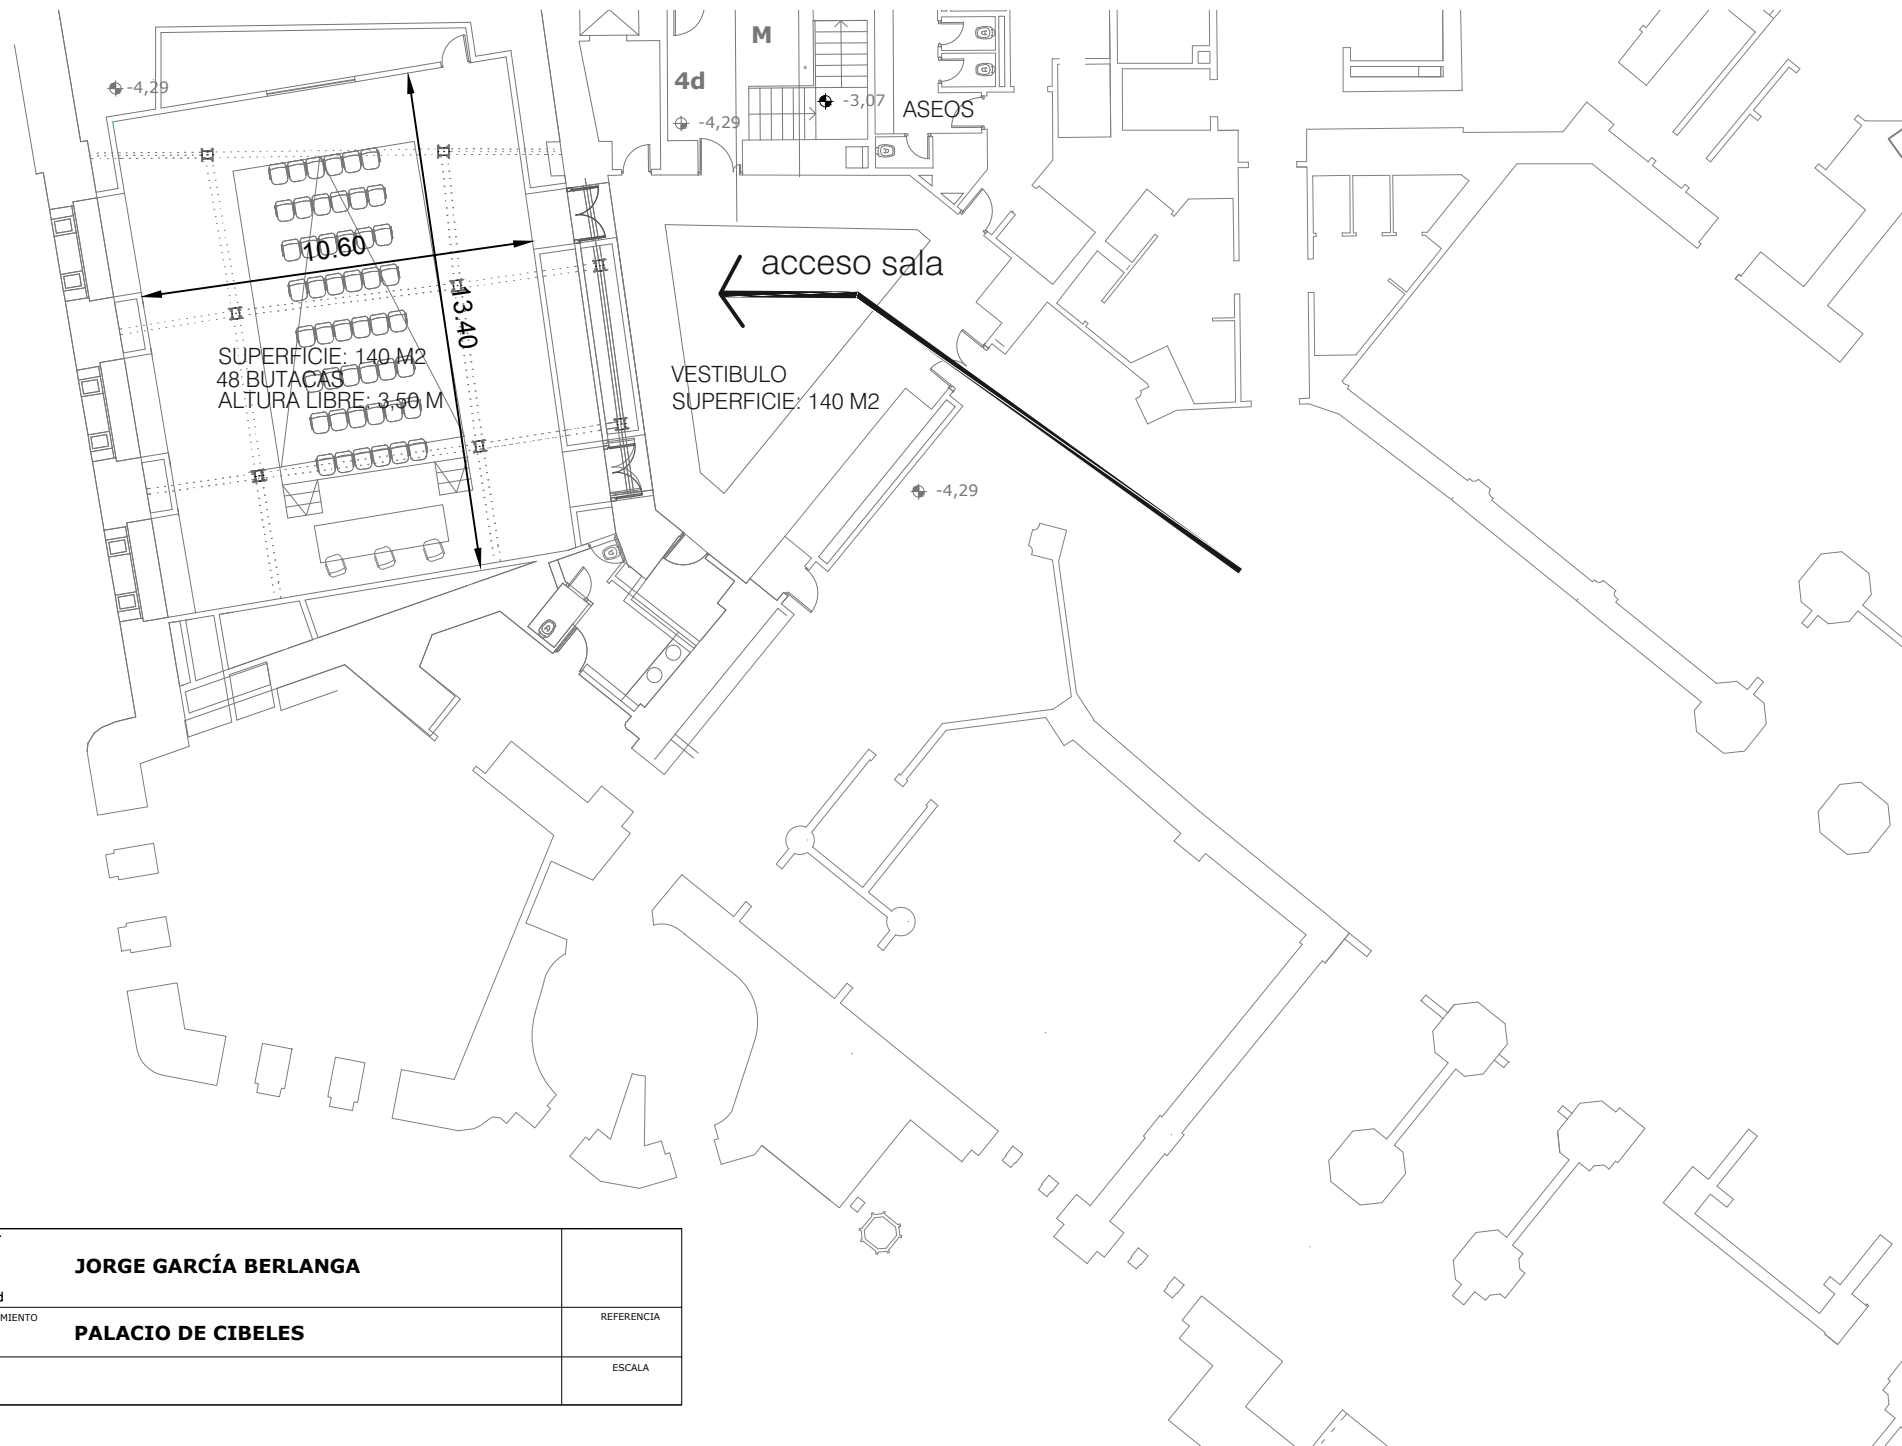 M
-4,29
4d
-3,07
ASEOS
-4,29
10.60
acceso sala
13.40
SUPERFICIE: 140 M2
48 BUTACAS
ALTURA LIBRE: 3,50 M
VESTIBULO
SUPERFICIE: 140 M2
-4,29
JORGE GARCÍA BERLANGA
d
MIENTO
PALACIO DE CIBELES
REFERENCIA
ESCALA